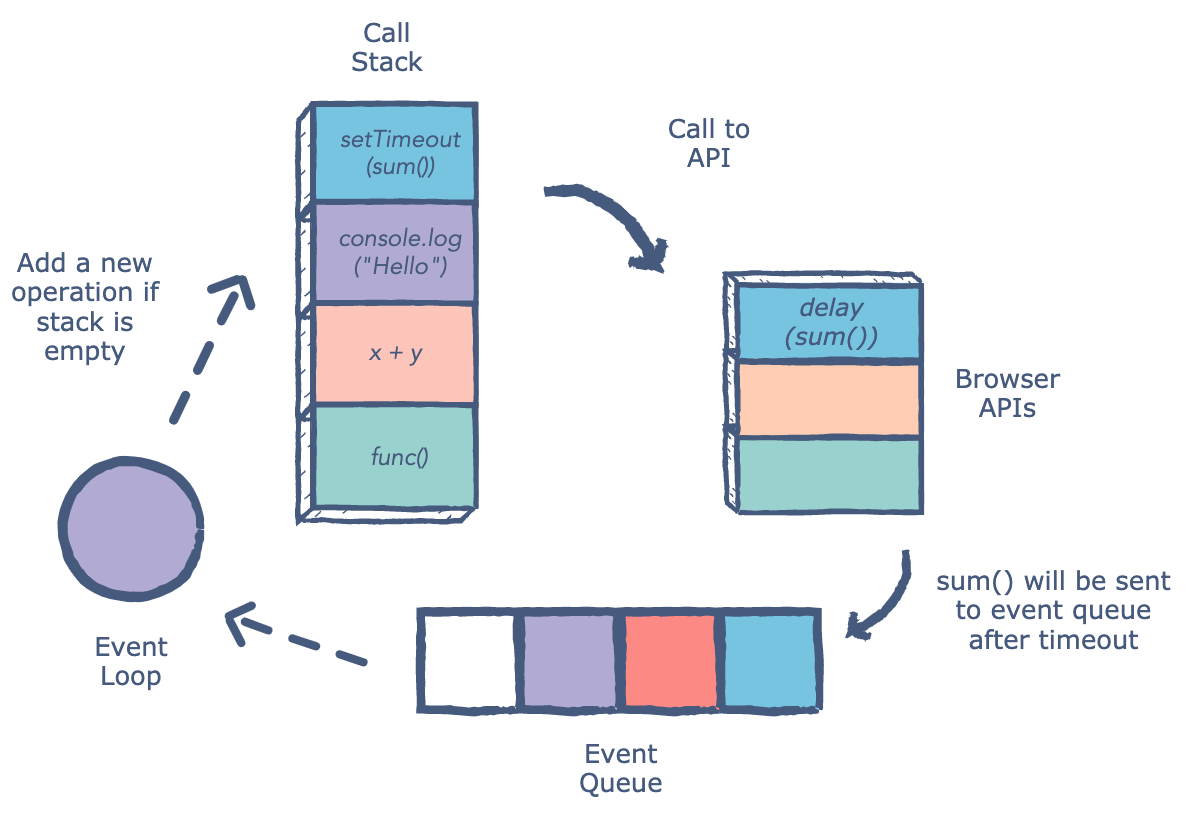 Call
Stack
setTimeout
(sum())
console.log
("Hello")
x + y
func()
Call to
API
delay
(sum())
Browser
APIs
sum() will be sent
to event queue
after timeout
Event
Queue
Event
Loop
Add a new
operation if
stack is
empty